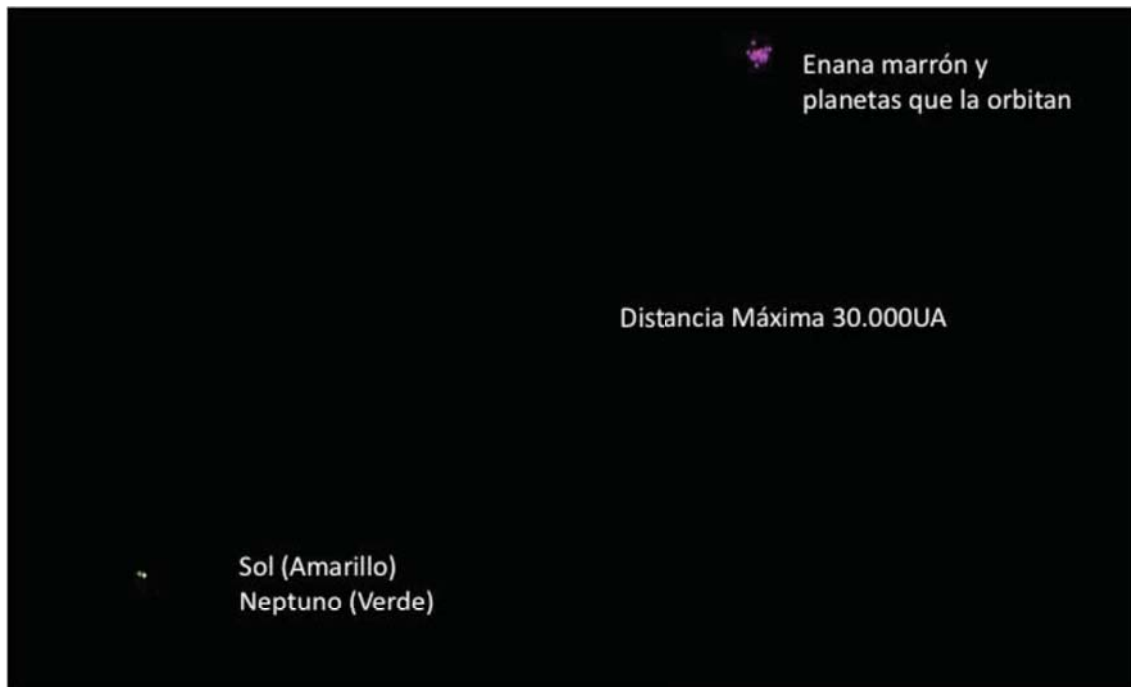 Enana marrón y
planetas que la orbitan
Distancia Máxima 30.000UA
Sol (Amarillo)
Neptuno (Verde)